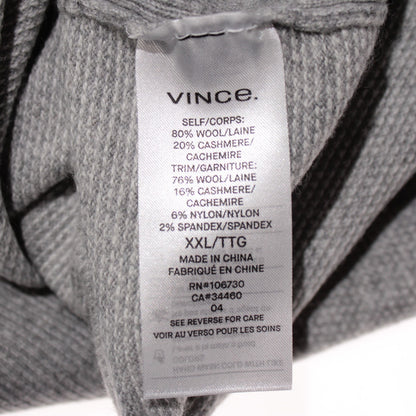 VINCE.
SELF/CORPS:
80% WOOL/LAINE
20% CASHMERE/
CACHEMIRE
TRIM/GARNITURE:
76% WOOL/LAINE
16% CASHMERE/
CACHEMIRE
6% NYLON/NYLON
2% SPANDEX/SPANDEX
XXL/TTG
MADE IN CHINA
FABRIQUÉ EN CHINE
RN#106730
CA#34460
04
SEE REVERSE FOR CARE
VOIR AU VERSO POUR LES SOINS